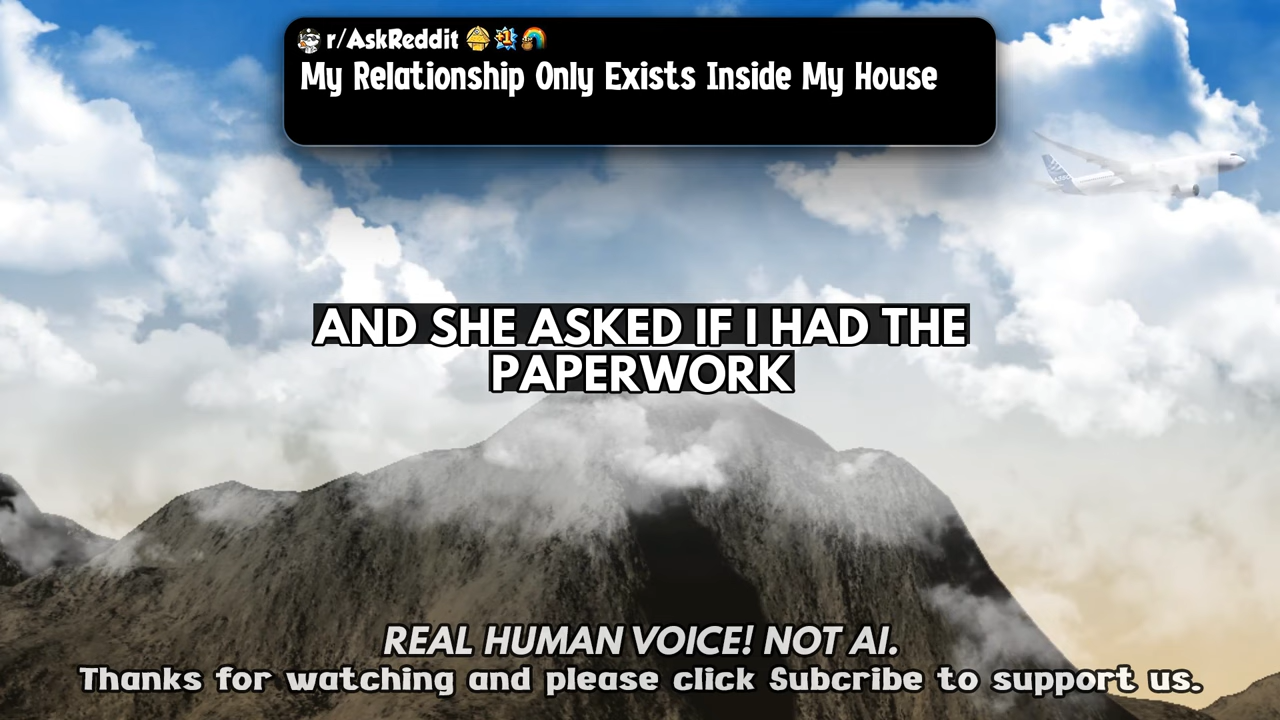 r/AskReddit
My Relationship Only Exists Inside My House
AND SHE ASKED IF I HAD THE
PAPERWORK
REAL HUMAN VOICE! NOT AI.
Thanks for watching and please click Subcribe to support us.